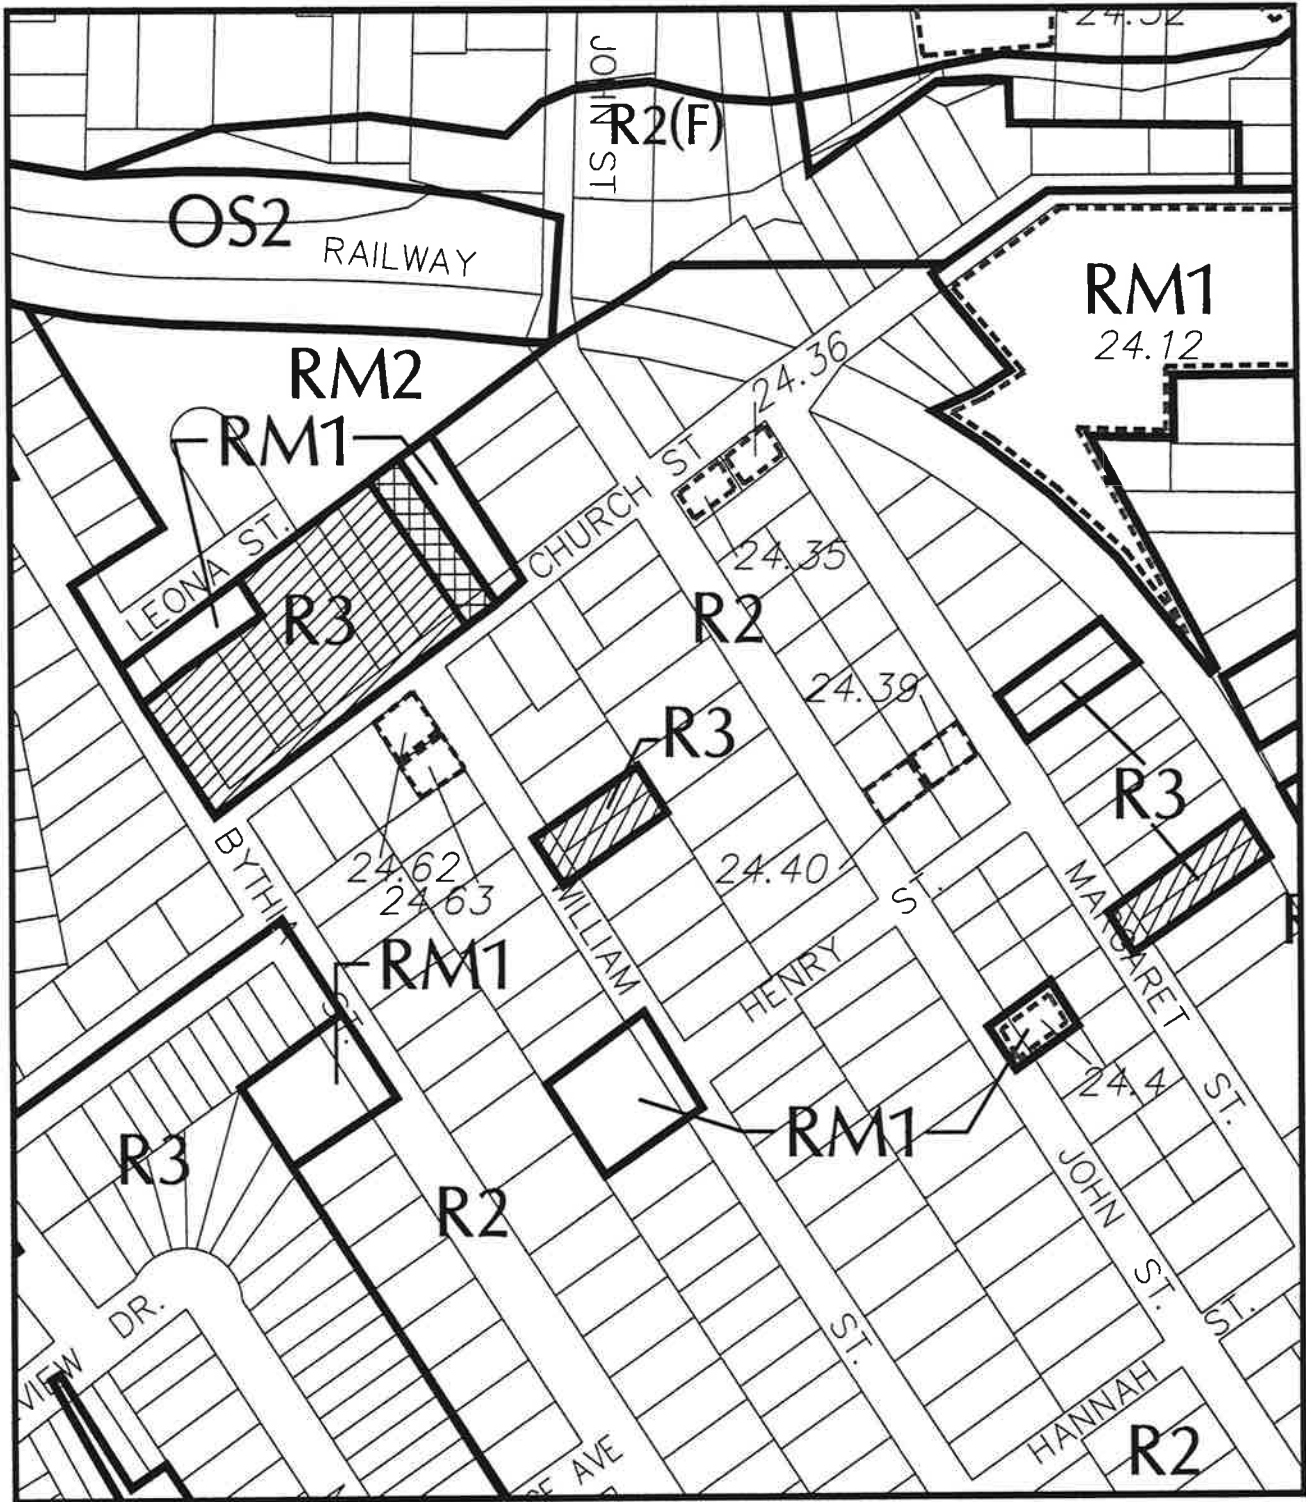 24.32
JOHN ST.
R2(F)
OS2
RAILWAY
RM1
24.12
RM2
24.36
RM1
CHURCH ST
LEONA ST.
24.35
R3
R2
24.39
R3
R3
BYTHIA ST.
24.62
24.63
24.40
WILLIAM
ST.
MARGARET
RM1
HENRY
24.4
ST.
R3
RM1
JOHN
R2
ST.
DR.
ST.
ST.
VIEW
HANNAH
AVE
R2